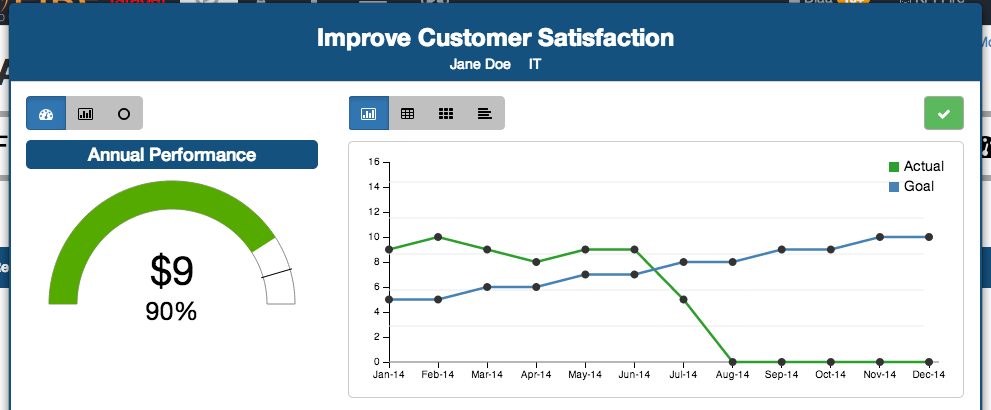 Improve Customer Satisfaction
Jane Doe IT
Annual Performance
$9
90%
16
14
12
10
8
6
4
2
0
Jan-14 Feb-14 Mar-14 Apr-14 May-14 Jun-14 Jul-14 Aug-14 Sep-14 Oct-14 Nov-14 Dec-14
Actual
Goal